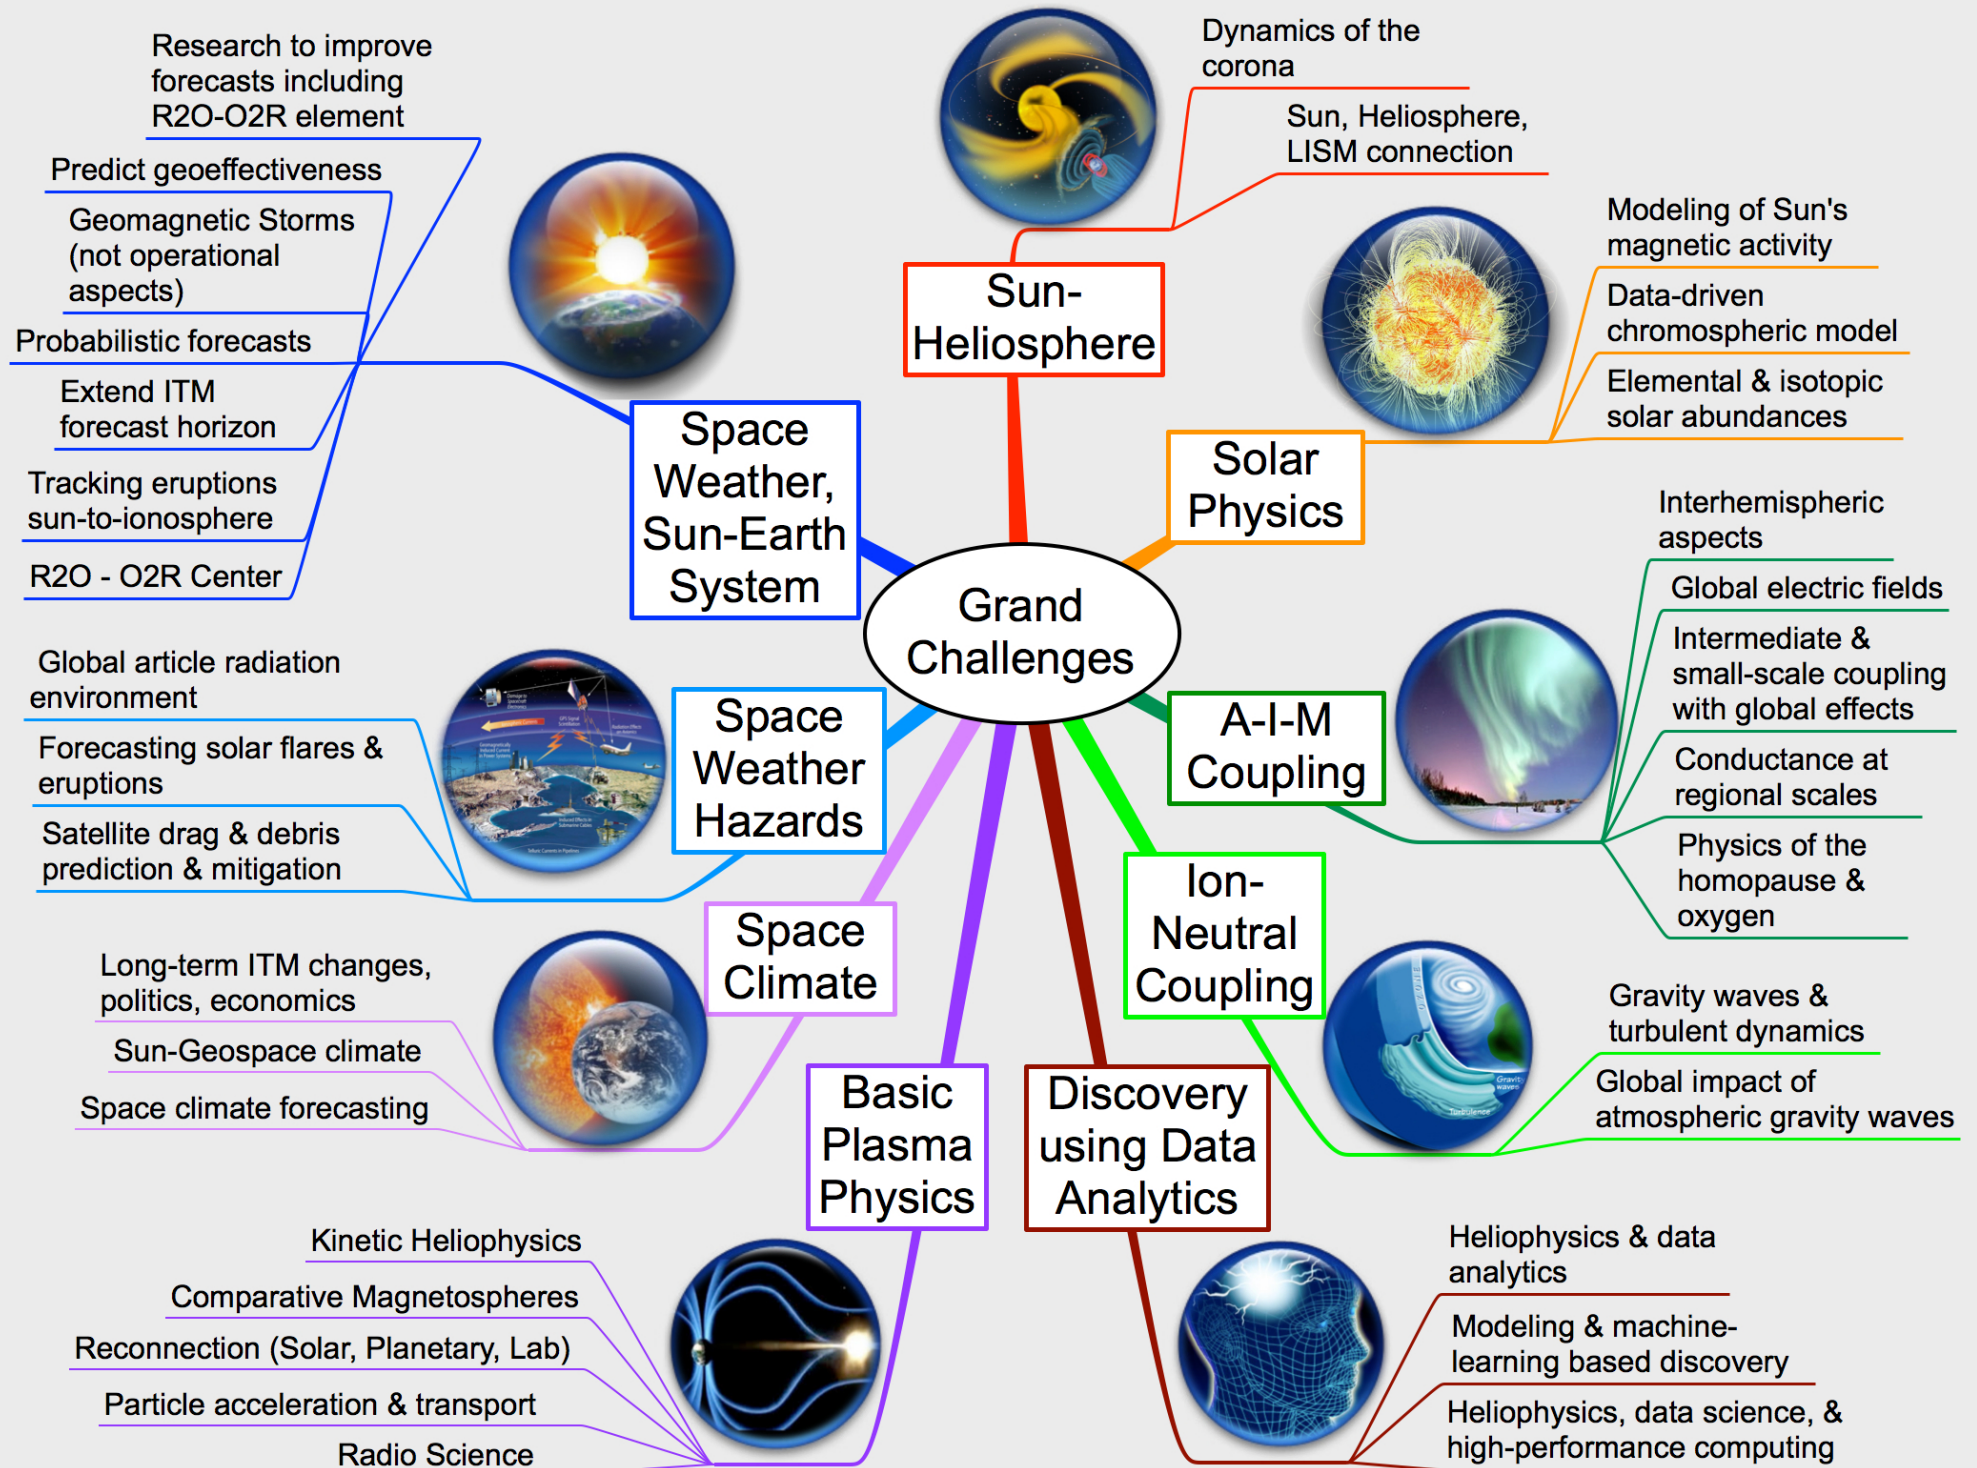 Grand
Challenges
Sun-
Heliosphere
Dynamics of the
corona
Sun, Heliosphere,
LISM connection
Solar
Physics
Modeling of Sun's
magnetic activity
Data-driven
chromospheric model
Elemental & isotopic
solar abundances
A-I-M
Coupling
Interhemispheric
aspects
Global electric fields
Intermediate &
small-scale coupling
with global effects
Conductance at
regional scales
Physics of the
homopause &
oxygen
Ion-
Neutral
Coupling
Gravity waves &
turbulent dynamics
Global impact of
atmospheric gravity waves
Turbulence
waves
Discovery
using Data
Analytics
Heliophysics & data
analytics
Modeling & machine-
learning based discovery
Heliophysics, data science, &
high-performance computing
Basic
Plasma
Physics
Kinetic Heliophysics
Comparative Magnetospheres
Reconnection (Solar, Planetary, Lab)
Particle acceleration & transport
Radio Science
Space
Climate
Long-term ITM changes,
politics, economics
Sun-Geospace climate
Space climate forecasting
Space
Weather
Hazards
Global article radiation
environment
Forecasting solar flares &
eruptions
Satellite drag & debris
prediction & mitigation
Space
Weather,
Sun-Earth
System
Research to improve
forecasts including
R2O-O2R element
Predict geoeffectiveness
Geomagnetic Storms
(not operational
aspects)
Probabilistic forecasts
Extend ITM
forecast horizon
Tracking eruptions
sun-to-ionosphere
R2O - O2R Center